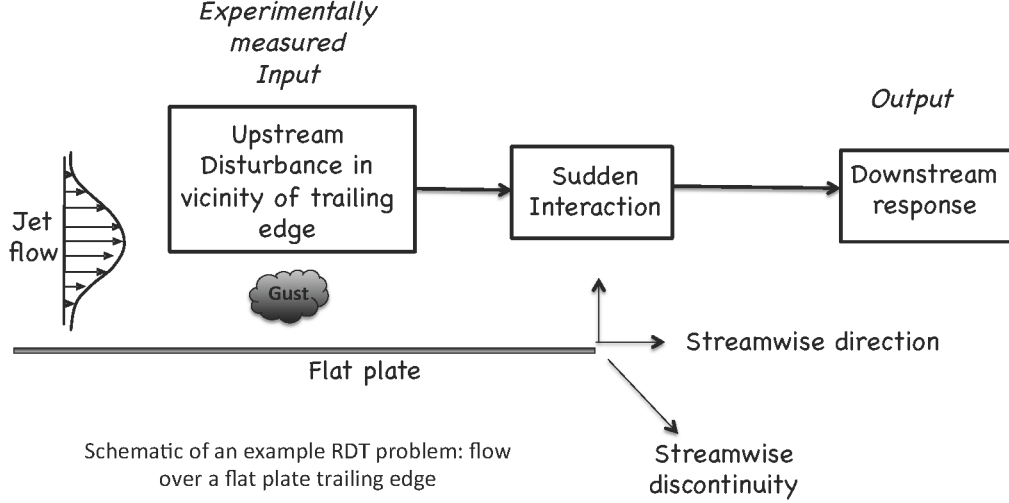 Experimentally
measured
Input
Output
Upstream
Disturbance in
vicinity of trailing
edge
Sudden
Interaction
Downstream
response
Jet
flow
Gust
Streamwise direction
Flat plate
Schematic of an example RDT problem: flow
over a flat plate trailing edge
Streamwise
discontinuity